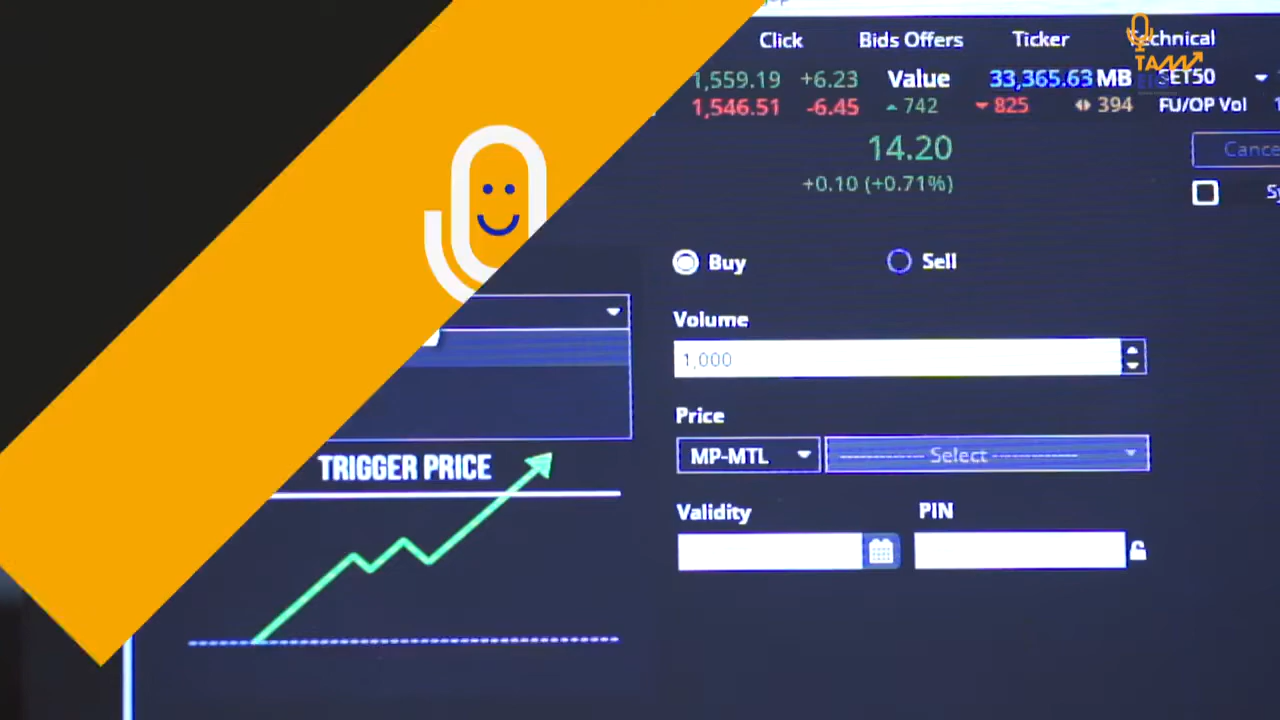 Click Bids Offers Ticker Technical
1,559.19 +6.23 Value 33,365.63 MB SET50
1,546.51 -6.45 742 825 394 FU/OP Vol
14.20
+0.10 (+0.71%)
Buy Sell
Volume
1,000
Price
MP-MTL Select
TRIGGER PRICE
Validity PIN